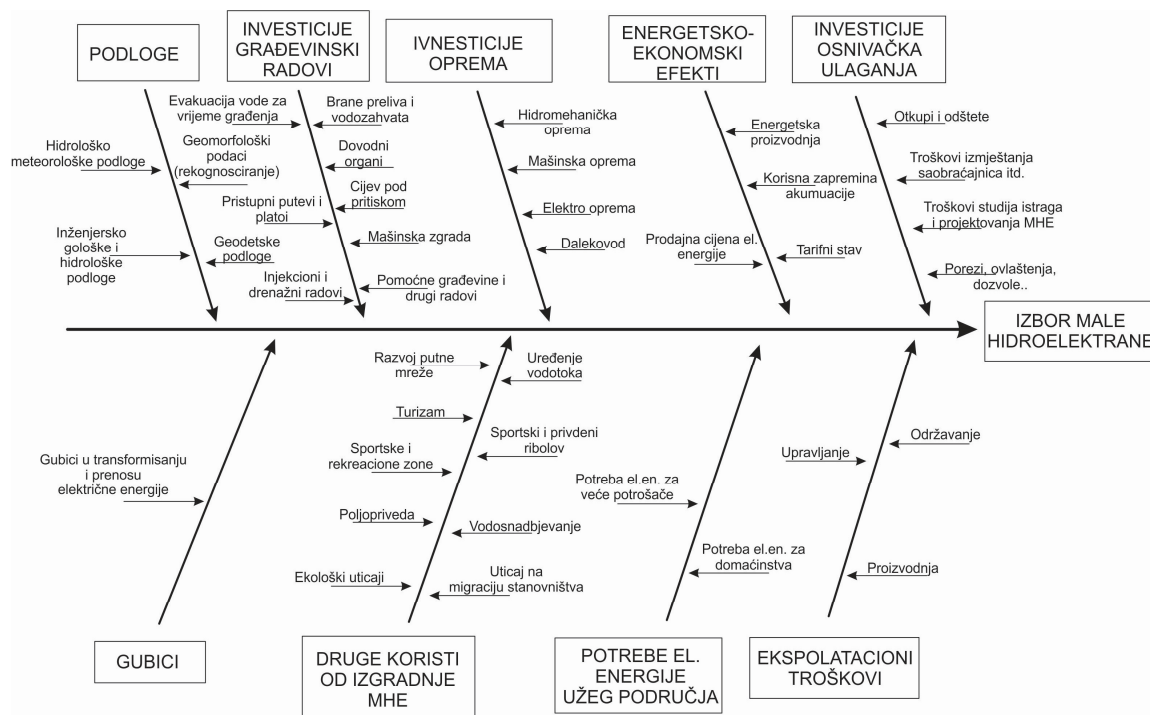 PODLOGE
INVESTICIJE
GRAĐEVINSKI
RADOVI
IVNESTICIJE
OPREMA
ENERGETSKO-
EKONOMSKI
EFEKTI
INVESTICIJE
OSNIVAČKA
ULAGANJA
Hidrološko
meteorološke podloge
Geomorfološki
podaci
(rekognosciranje)
Inženjersko
gološke i
hidrološke
podloge
Geodetske
podloge
Evakuacija vode za
vrijeme građenja
Brane preliva i
vodozahvata
Dovodni
organi
Pristupni putevi i
platoi
Cijev pod
pritiskom
Mašinska zgrada
Injekcioni i
drenažni radovi
Pomoćne građevine i
drugi radovi
Hidromehanička
oprema
Mašinska oprema
Elektro oprema
Dalekovod
Energetska
proizvodnja
Korisna zapremina
akumuacije
Prodajna cijena el.
energije
Tarifni stav
Otkupi i odštete
Troškovi izmještanja
saobraćajnica itd.
Troškovi studija istraga
i projektovanja MHE
Porezi, ovlaštenja,
dozvole..
IZBOR MALE
HIDROELEKTRANE
Gubici u transformisanju
i prenosu
električne energije
Razvoj putne
mreže
Uređenje
vodotoka
Turizam
Sportski i privdeni
ribolov
Sportske i
rekreacione zone
Poljopriveda
Vodosnadbjevanje
Ekološki uticaji
Uticaj na
migraciju stanovništva
Potreba el.en. za
veće potrošače
Potreba el.en. za
domaćinstva
Upravljanje
Održavanje
Proizvodnja
GUBICI
DRUGE KORISTI
OD IZGRADNJE
MHE
POTREBE EL.
ENERGIJE
UŽEG PODRUČJA
EKSPOLATACIONI
TROŠKOVI